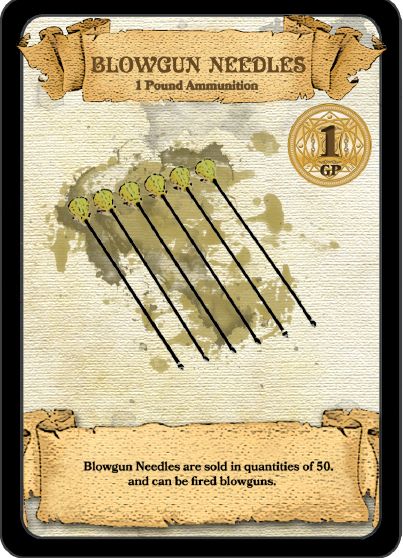 BLOWGUN NEEDLES
1 Pound Ammunition
1
GP
Blowgun Needles are sold in quantities of 50.
and can be fired blowguns.